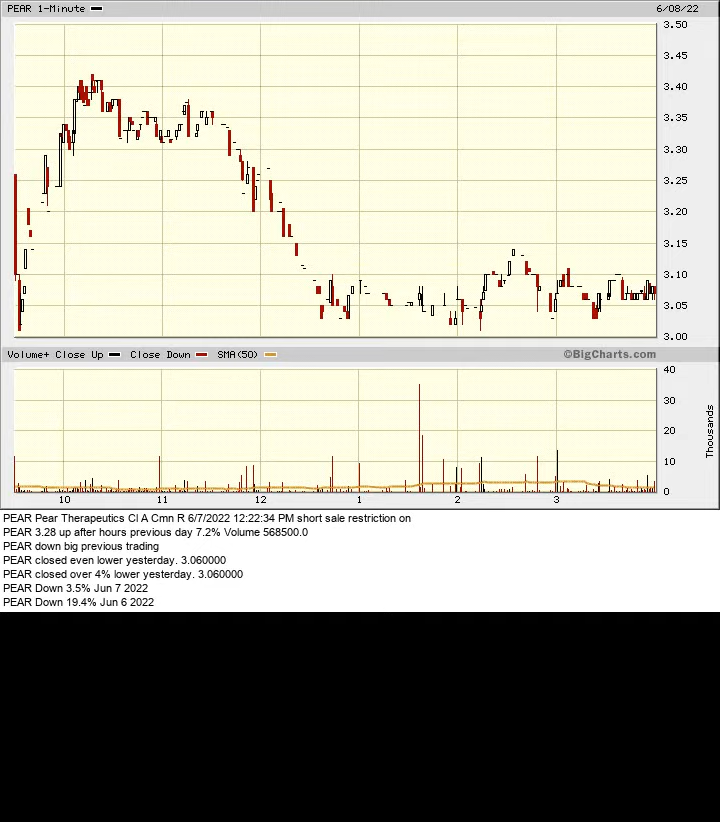 PEAR 1-Minute 6/08/22
3.50
3.45
3.40
3.35
3.30
3.25
3.20
3.15
3.10
3.05
3.00
Volume+ Close Up Close Down SMA(50) ©BigCharts.com
40
30
20
10
0
Thousands
10 11 12 1 2 3
PEAR Pear Therapeutics Cl A Cmn R 6/7/2022 12:22:34 PM short sale restriction on
PEAR 3.28 up after hours previous day 7.2% Volume 568500.0
PEAR down big previous trading
PEAR closed even lower yesterday. 3.060000
PEAR closed over 4% lower yesterday. 3.060000
PEAR Down 3.5% Jun 7 2022
PEAR Down 19.4% Jun 6 2022